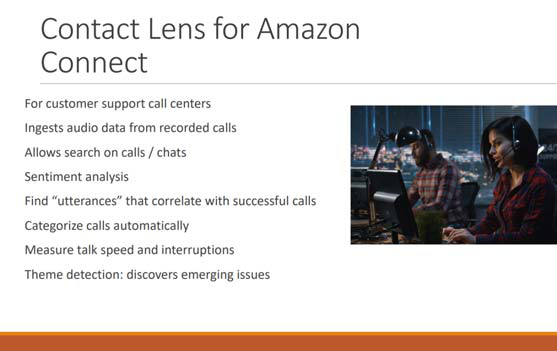 Contact Lens for Amazon
Connect
For customer support call centers
Ingests audio data from recorded calls
Allows search on calls / chats
Sentiment analysis
Find “utterances” that correlate with successful calls
Categorize calls automatically
Measure talk speed and interruptions
Theme detection: discovers emerging issues